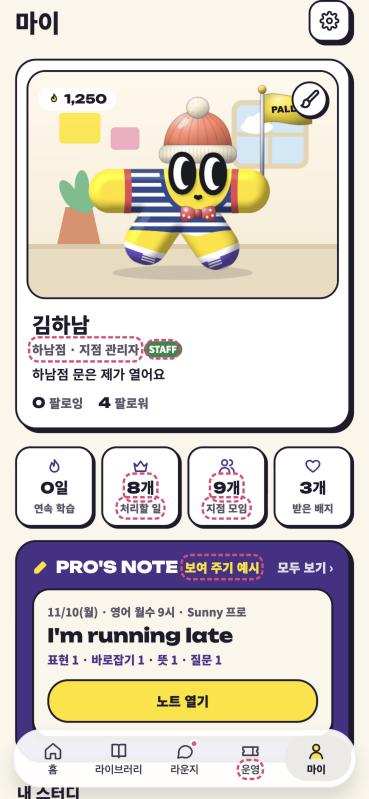 마이
1,250
PALL
김하남
하남점 · 지점 관리자 STAFF
하남점 문은 제가 열어요
0 팔로잉 4 팔로워
0일 8개 9개 3개
연속 학습 처리할 일 지점 모임 받은 배지
PRO'S NOTE 보여 주기 예시 모두 보기 ›
11/10(월) · 영어 월수 9시 · Sunny 프로
I'm running late
표현 1 · 바로잡기 1 · 뜻 1 · 질문 1
노트 열기
홈 라이브러리 라운지 운영 마이
내 스터디